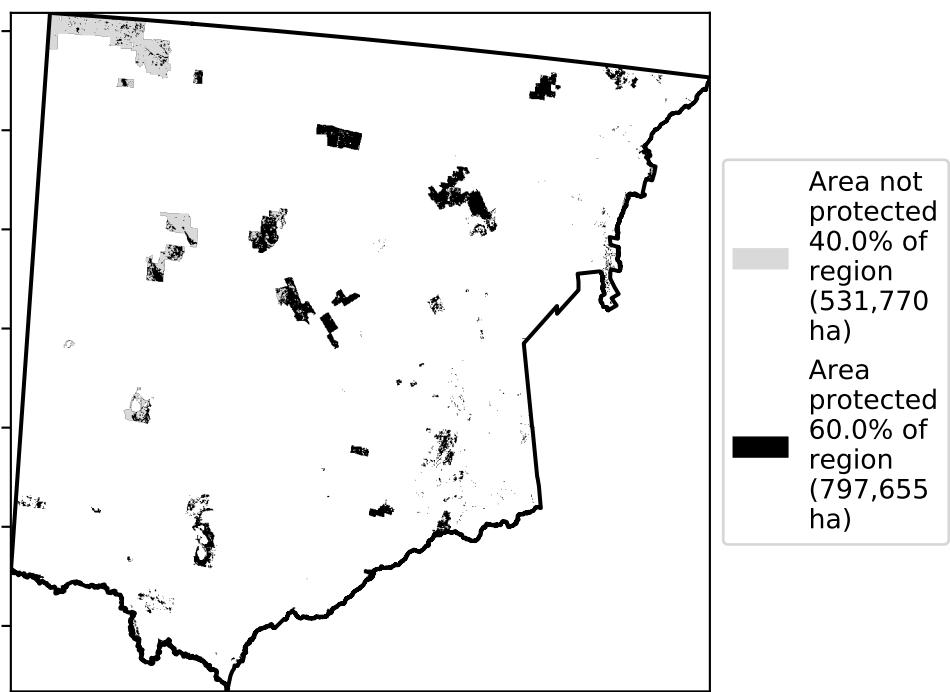 Area not
protected
40.0% of
region
(531,770
ha)
Area
protected
60.0% of
region
(797,655
ha)